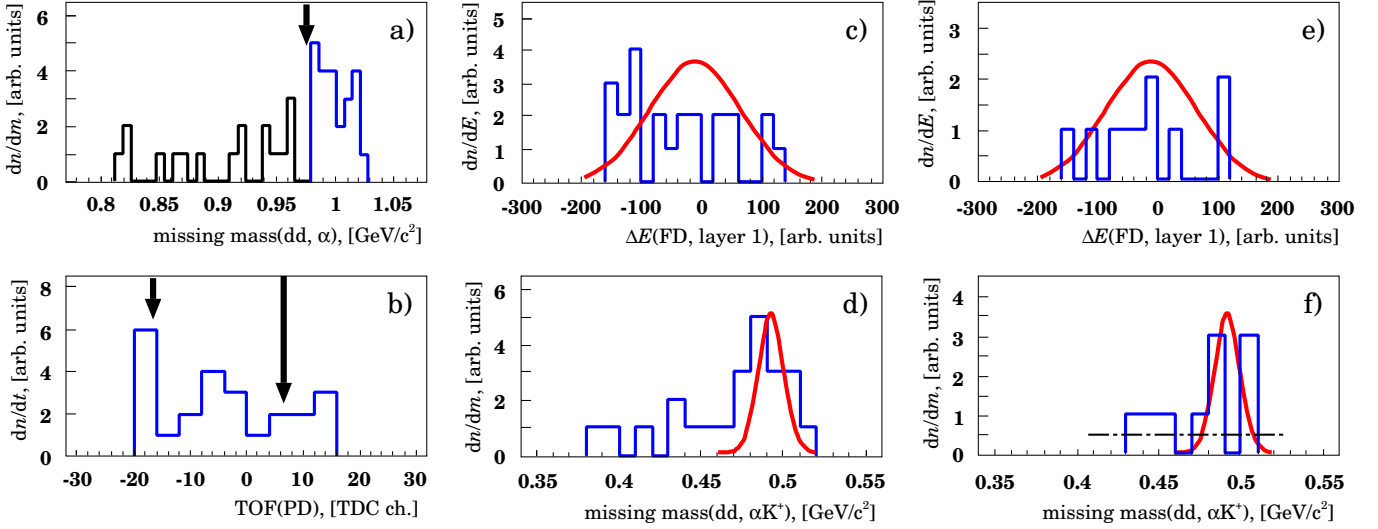 a)
dn/dm, [arb. units]
8
6
4
2
0
0.8 0.85 0.9 0.95 1 1.05
missing mass(dd, α), [GeV/c²]
c)
dn/dE, [arb. units]
5
4
3
2
1
0
-300 -200 -100 0 100 200 300
ΔE(FD, layer 1), [arb. units]
e)
dn/dE, [arb. units]
3
2
1
0
-300 -200 -100 0 100 200 300
ΔE(FD, layer 1), [arb. units]
b)
dn/dt, [arb. units]
8
6
4
2
0
-30 -20 -10 0 10 20 30
TOF(PD), [TDC ch.]
d)
dn/dm, [arb. units]
6
4
2
0
0.35 0.4 0.45 0.5 0.55
missing mass(dd, αK⁺), [GeV/c²]
f)
dn/dm, [arb. units]
4
3
2
1
0
0.35 0.4 0.45 0.5 0.55
missing mass(dd, αK⁺), [GeV/c²]